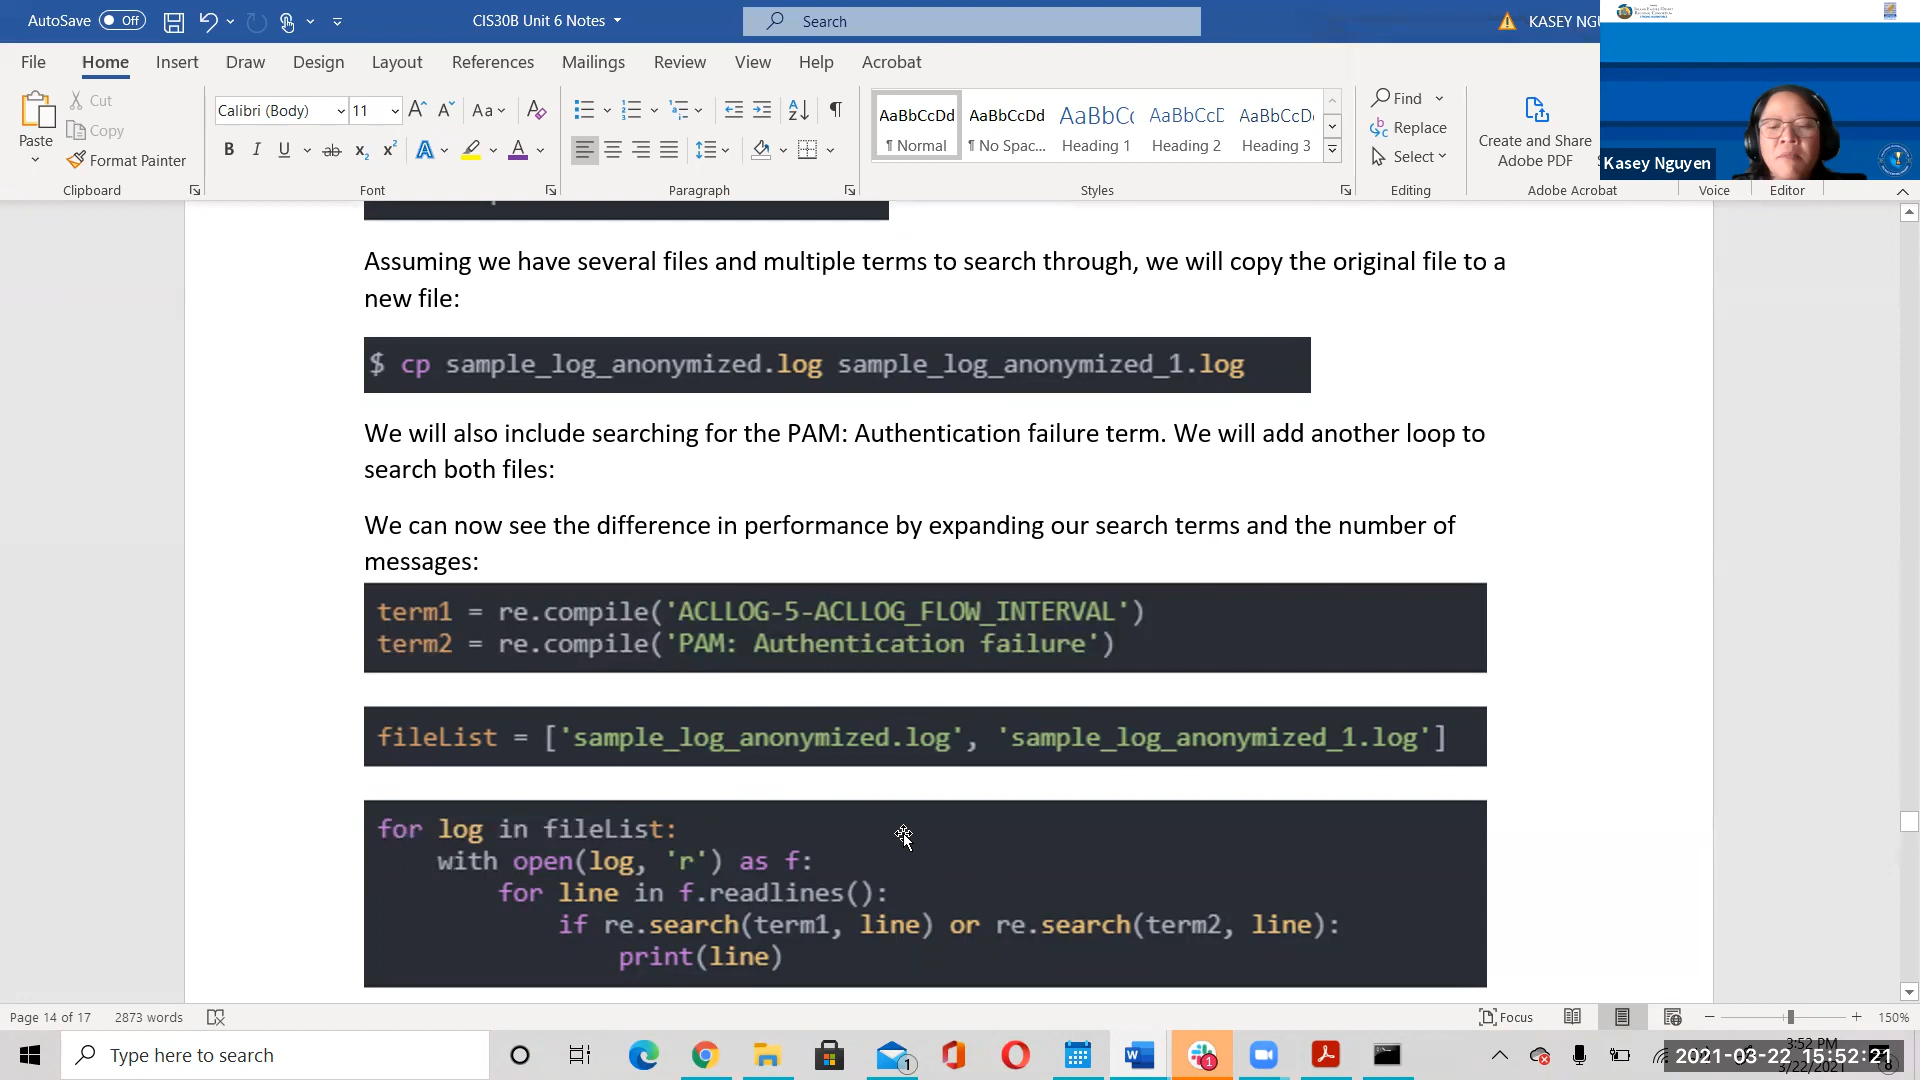 AutoSave Off CIS30B Unit 6 Notes Search KASEY NGU
File Home Insert Draw Design Layout References Mailings Review View Help Acrobat
Paste
Cut
Copy
Format Painter
Clipboard
Calibri (Body) 11
Font
Paragraph
AaBbCcDd AaBbCcDd AaBbCc AaBbCcD AaBbCcDd
¶ Normal ¶ No Spac... Heading 1 Heading 2 Heading 3
Styles
Find
Replace
Select
Editing
Create and Share
Adobe PDF
Adobe Acrobat
Voice
Editor
Kasey Nguyen
Assuming we have several files and multiple terms to search through, we will copy the original file to a
new file:
$ cp sample_log_anonymized.log sample_log_anonymized_1.log
We will also include searching for the PAM: Authentication failure term. We will add another loop to
search both files:
We can now see the difference in performance by expanding our search terms and the number of
messages:
term1 = re.compile('ACLLOG-5-ACLLOG_FLOW_INTERVAL')
term2 = re.compile('PAM: Authentication failure')
fileList = ['sample_log_anonymized.log', 'sample_log_anonymized_1.log']
for log in fileList:
with open(log, 'r') as f:
for line in f.readlines():
if re.search(term1, line) or re.search(term2, line):
print(line)
Page 14 of 17 2873 words Focus 150%
Type here to search
3:52 PM
2021-03-22 15:52:21